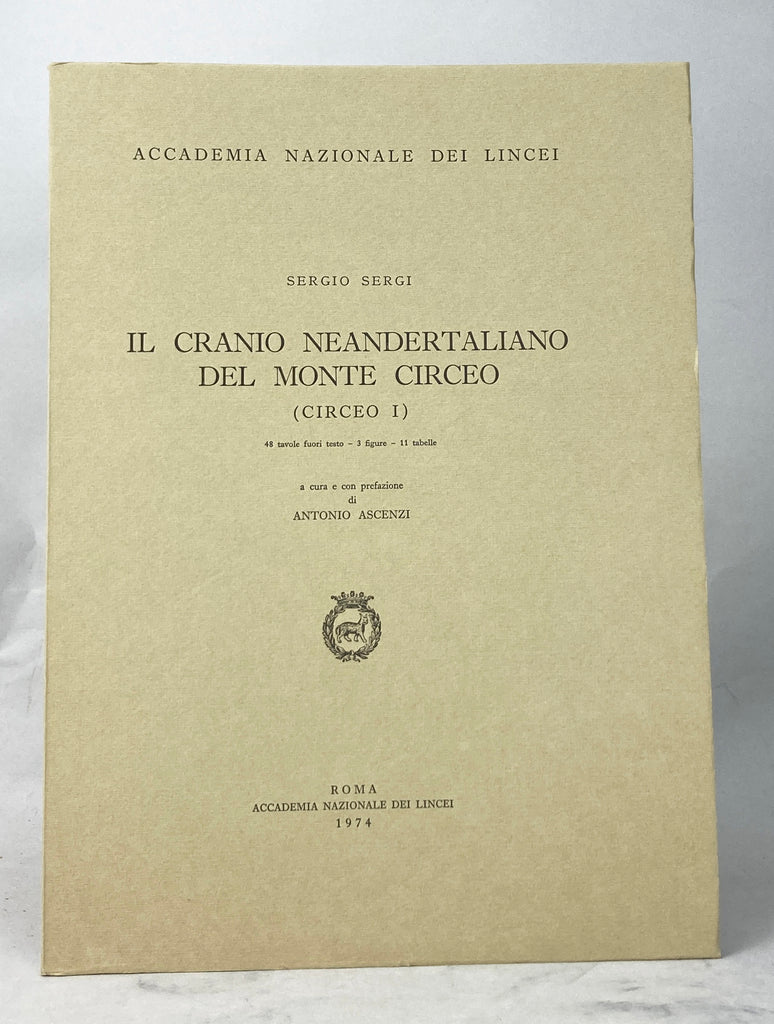 ACCADEMIA NAZIONALE DEI LINCEI
SERGIO SERGI
IL CRANIO NEANDERTALIANO
DEL MONTE CIRCEO
(CIRCEO I)
48 tavole fuori testo – 3 figure – 11 tabelle
a cura e con prefazione
di
ANTONIO ASCENZI
ROMA
ACCADEMIA NAZIONALE DEI LINCEI
1974